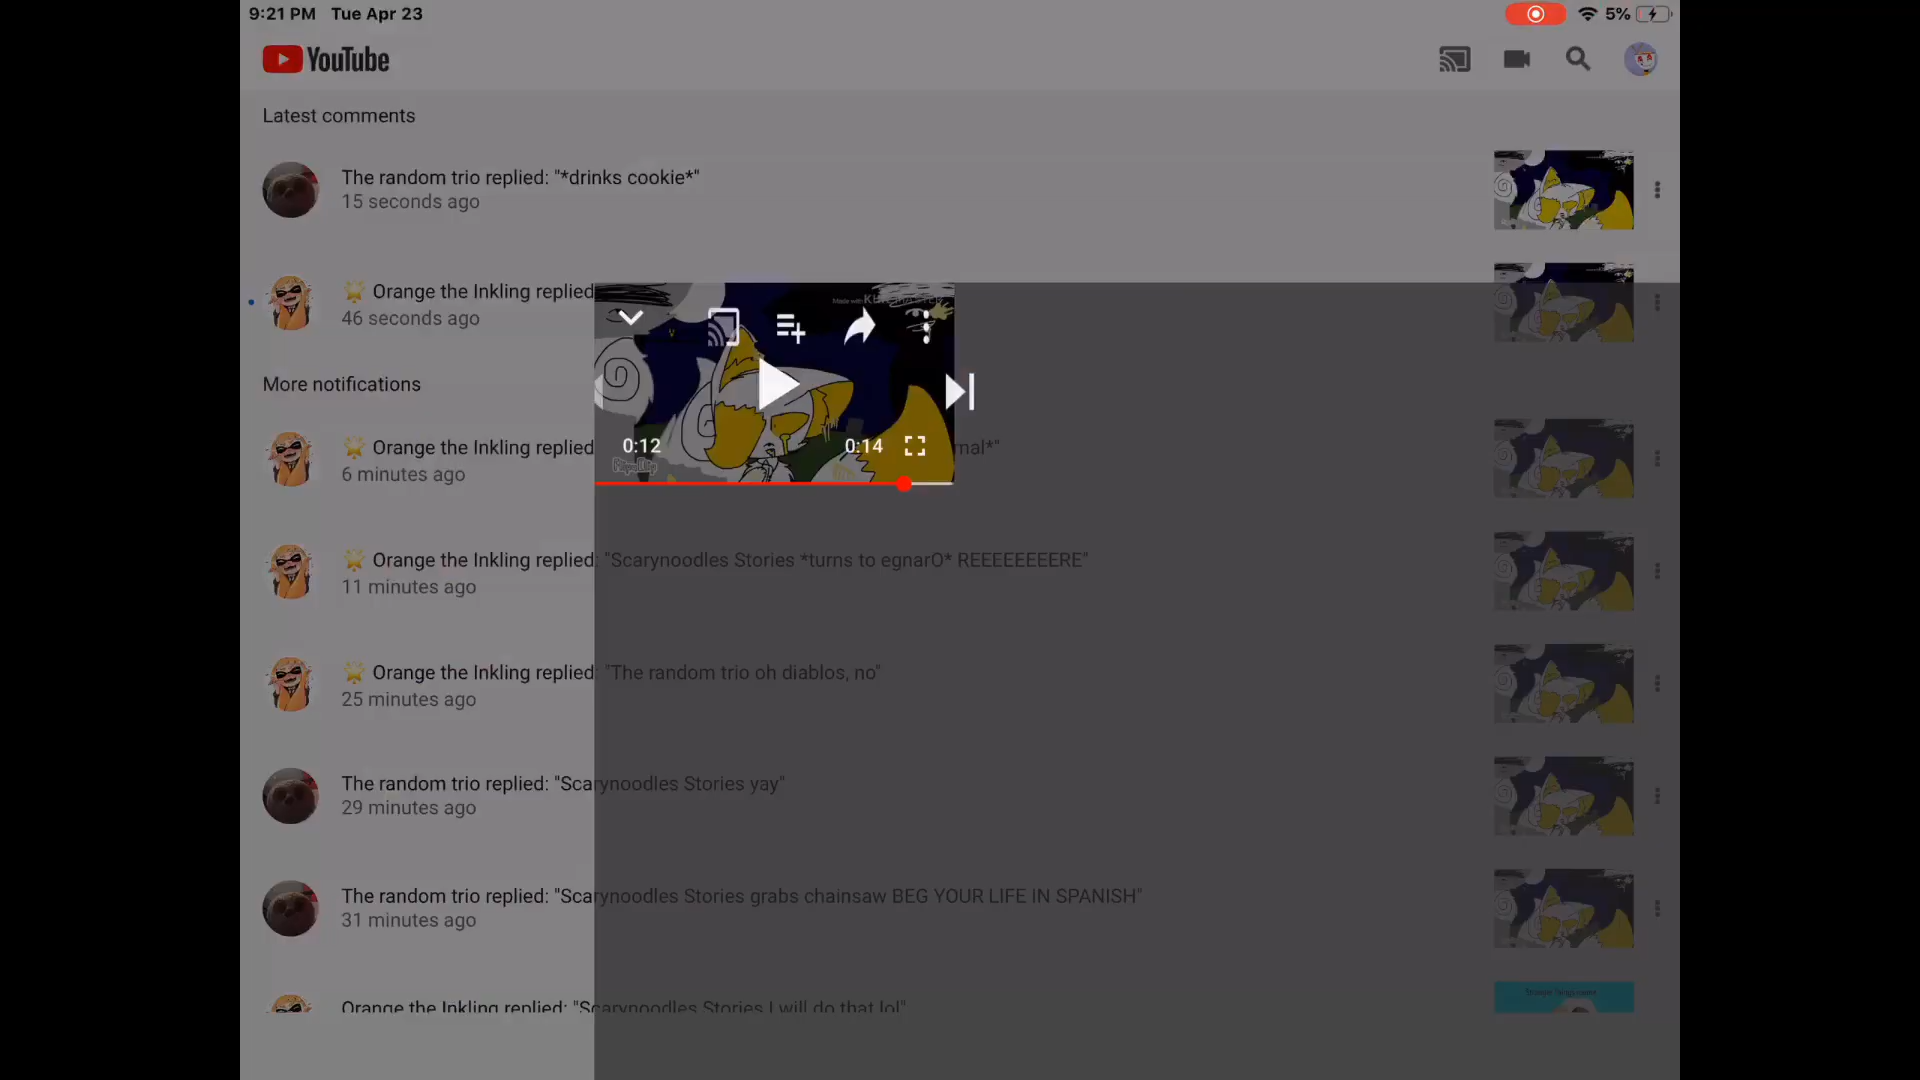 9:21 PM Tue Apr 23
5%
YouTube
Latest comments
The random trio replied: "*drinks cookie*"
15 seconds ago
Orange the Inkling replied
46 seconds ago
Made with KINEMASTER
More notifications
Orange the Inkling replied
mal*"
6 minutes ago
0:12
0:14
Orange the Inkling replied: "Scarynoodles Stories *turns to egnarO* REEEEEEEERE"
11 minutes ago
Orange the Inkling replied: "The random trio oh diablos, no"
25 minutes ago
The random trio replied: "Scarynoodles Stories yay"
29 minutes ago
The random trio replied: "Scarynoodles Stories grabs chainsaw BEG YOUR LIFE IN SPANISH"
31 minutes ago
Orange the Inkling replied: "Scarynoodles Stories I will do that lol"